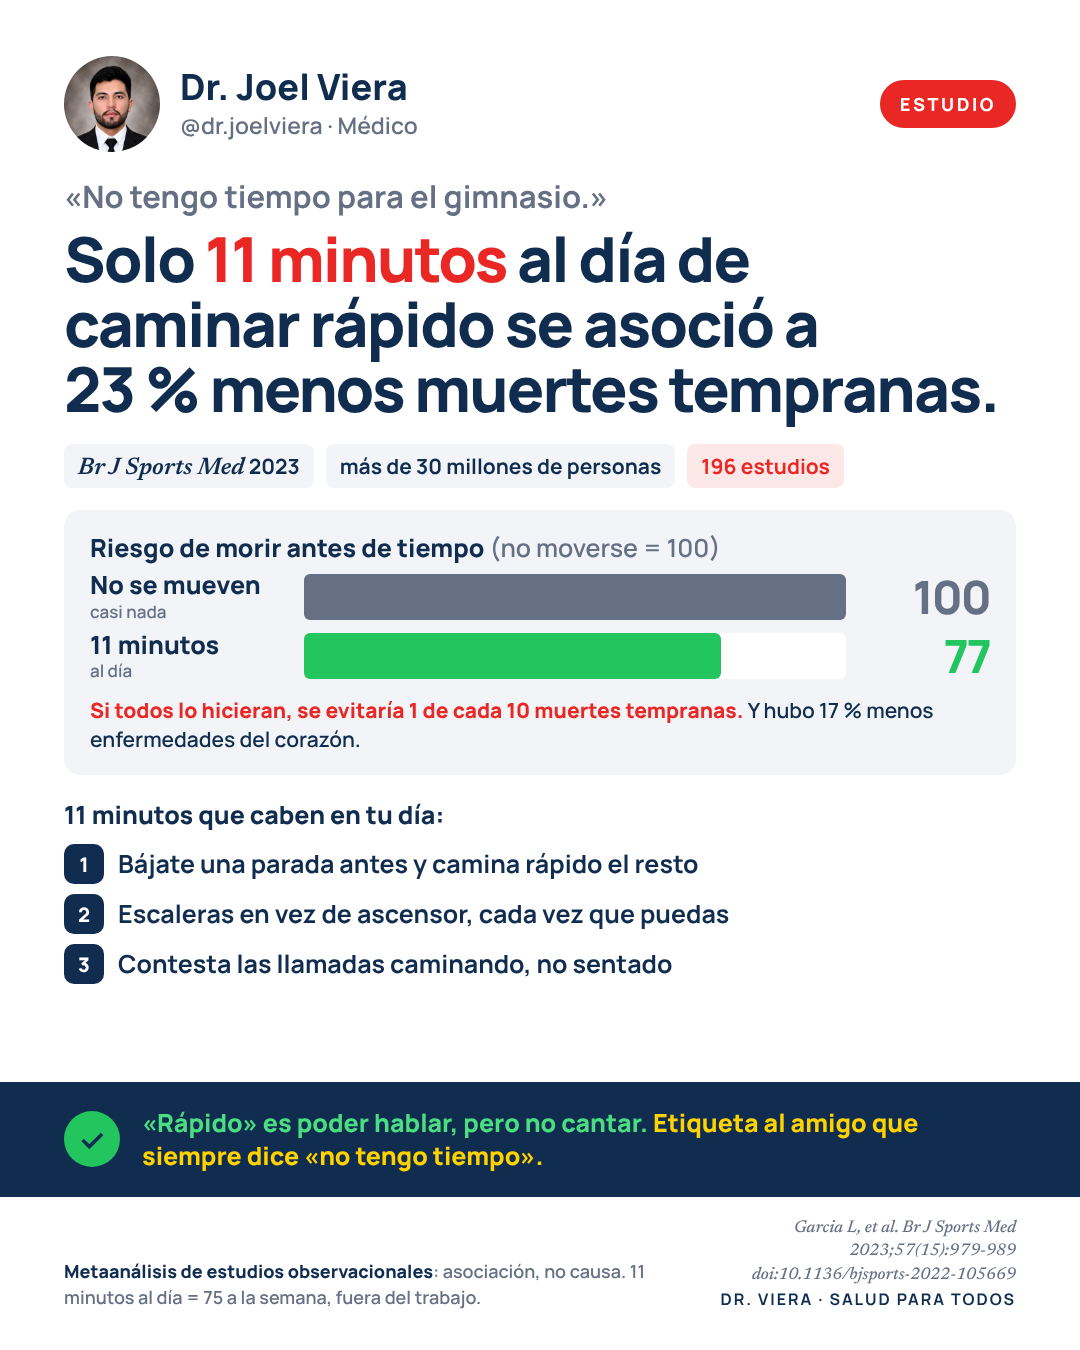 Dr. Joel Viera
@dr.joelviera · Médico
ESTUDIO
«No tengo tiempo para el gimnasio.»
Solo 11 minutos al día de
caminar rápido se asoció a
23 % menos muertes tempranas.
Br J Sports Med 2023
más de 30 millones de personas
196 estudios
Riesgo de morir antes de tiempo (no moverse = 100)
No se mueven
casi nada
100
11 minutos
al día
77
Si todos lo hicieran, se evitaría 1 de cada 10 muertes tempranas. Y hubo 17 % menos
enfermedades del corazón.
11 minutos que caben en tu día:
1 Bájate una parada antes y camina rápido el resto
2 Escaleras en vez de ascensor, cada vez que puedas
3 Contesta las llamadas caminando, no sentado
«Rápido» es poder hablar, pero no cantar. Etiqueta al amigo que
siempre dice «no tengo tiempo».
Metaanálisis de estudios observacionales: asociación, no causa. 11
minutos al día = 75 a la semana, fuera del trabajo.
Garcia L, et al. Br J Sports Med
2023;57(15):979-989
doi:10.1136/bjsports-2022-105669
DR. VIERA · SALUD PARA TODOS